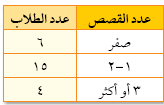 عدد القصص عدد الطلاب
صفر ٦
١-٢ ١٥
٣ أو أكثر ٤